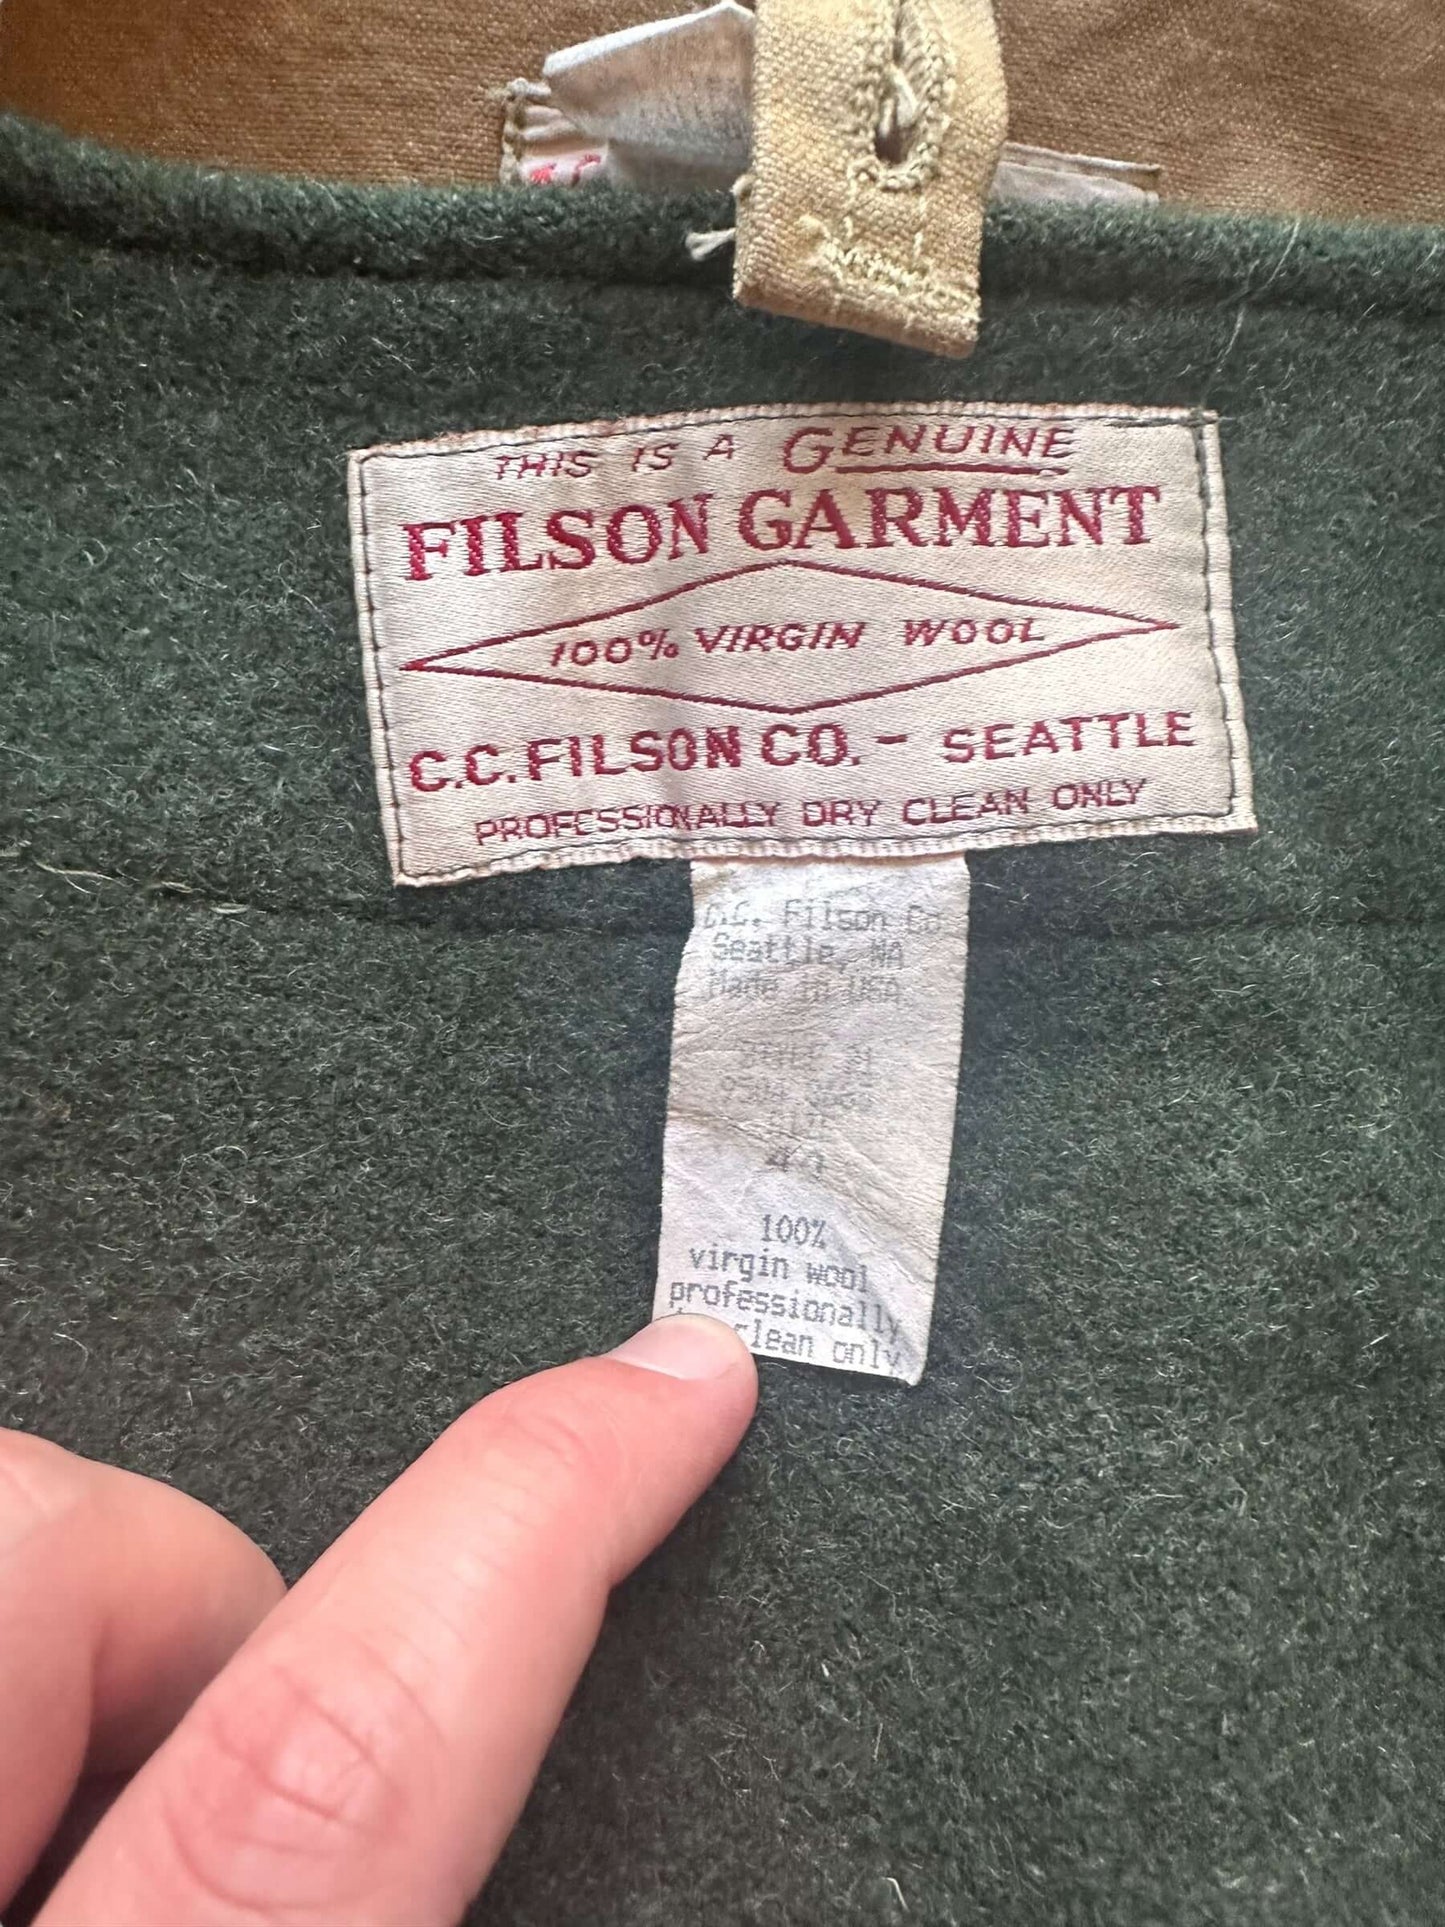 THIS IS A GENUINE
FILSON GARMENT
100% VIRGIN WOOL
C.C. FILSON CO. - SEATTLE
PROFESSIONALLY DRY CLEAN ONLY
C.C. Filson Co
Seattle, WA
Made in USA
100%
virgin wool
professionally
clean only